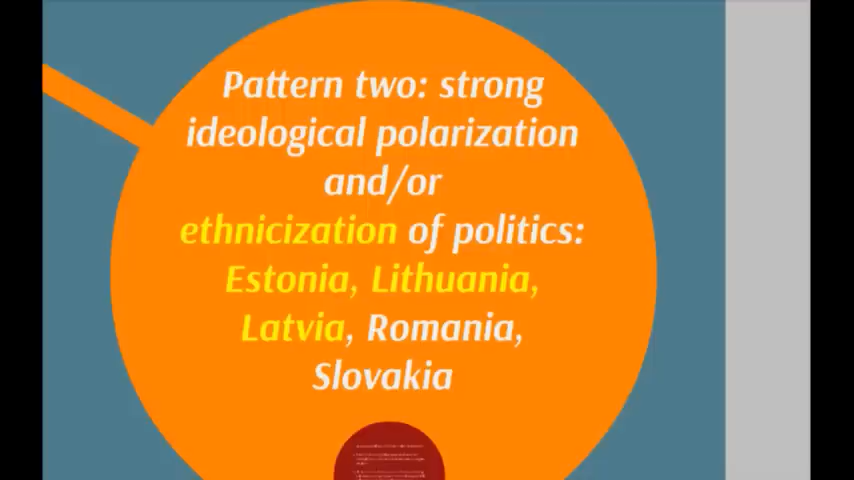 Pattern two: strong
ideological polarization
and/or
ethnicization of politics:
Estonia, Lithuania,
Latvia, Romania,
Slovakia